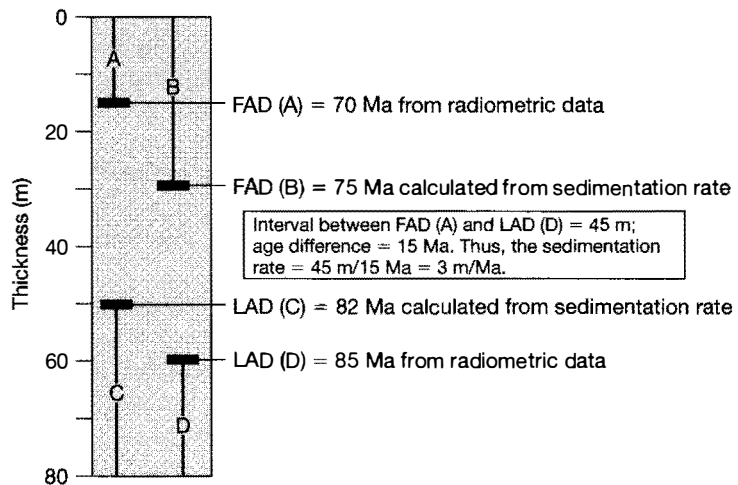 0
20
40
60
80
Thickness (m)
A
B
C
D
FAD (A) = 70 Ma from radiometric data
FAD (B) = 75 Ma calculated from sedimentation rate
Interval between FAD (A) and LAD (D) = 45 m;
age difference = 15 Ma. Thus, the sedimentation
rate = 45 m/15 Ma = 3 m/Ma.
LAD (C) = 82 Ma calculated from sedimentation rate
LAD (D) = 85 Ma from radiometric data